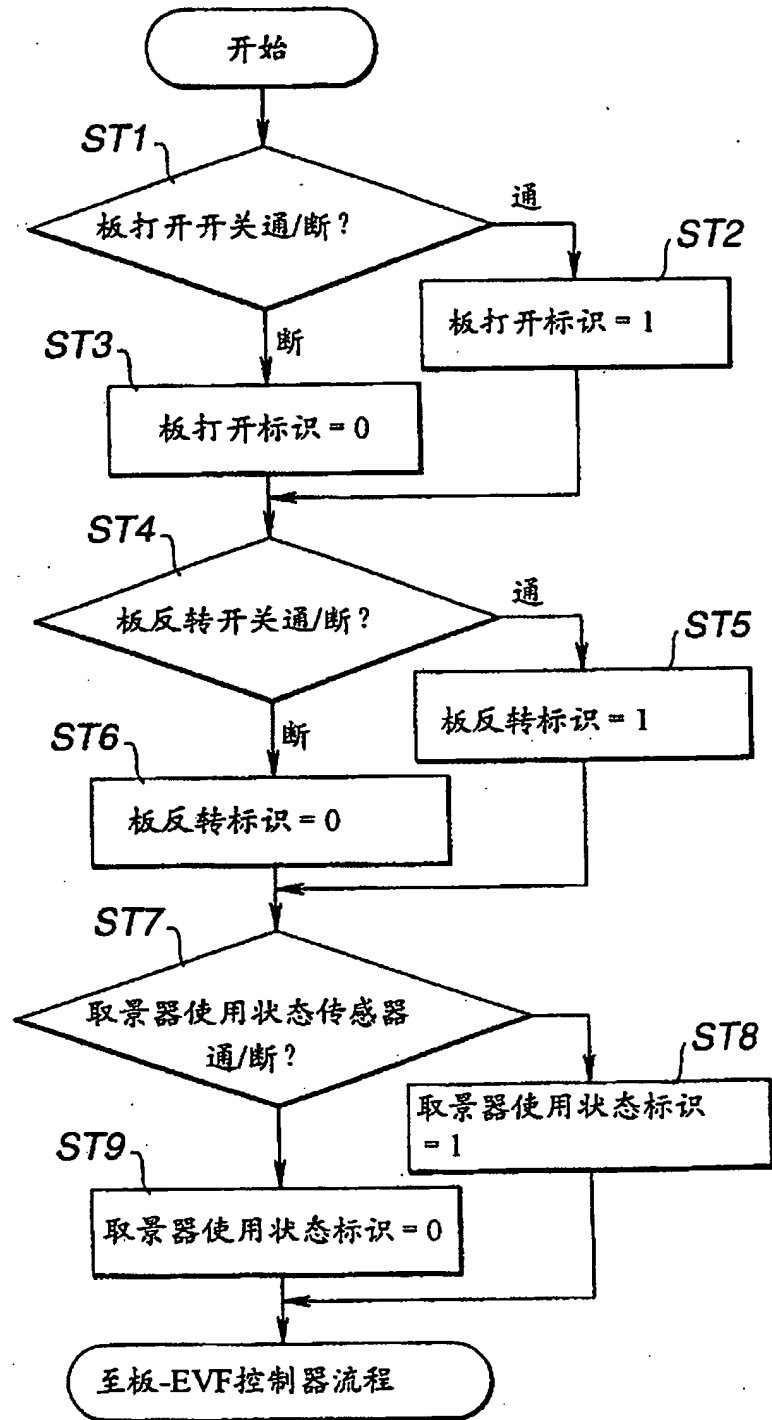 开始
ST1
板打开开关通/断?
通
ST2
板打开标识=1
断
ST3
板打开标识=0
ST4
板反转开关通/断?
通
ST5
板反转标识=1
断
ST6
板反转标识=0
ST7
取景器使用状态传感器
通/断?
ST8
取景器使用状态标识
=1
ST9
取景器使用状态标识=0
至板-EVF控制器流程